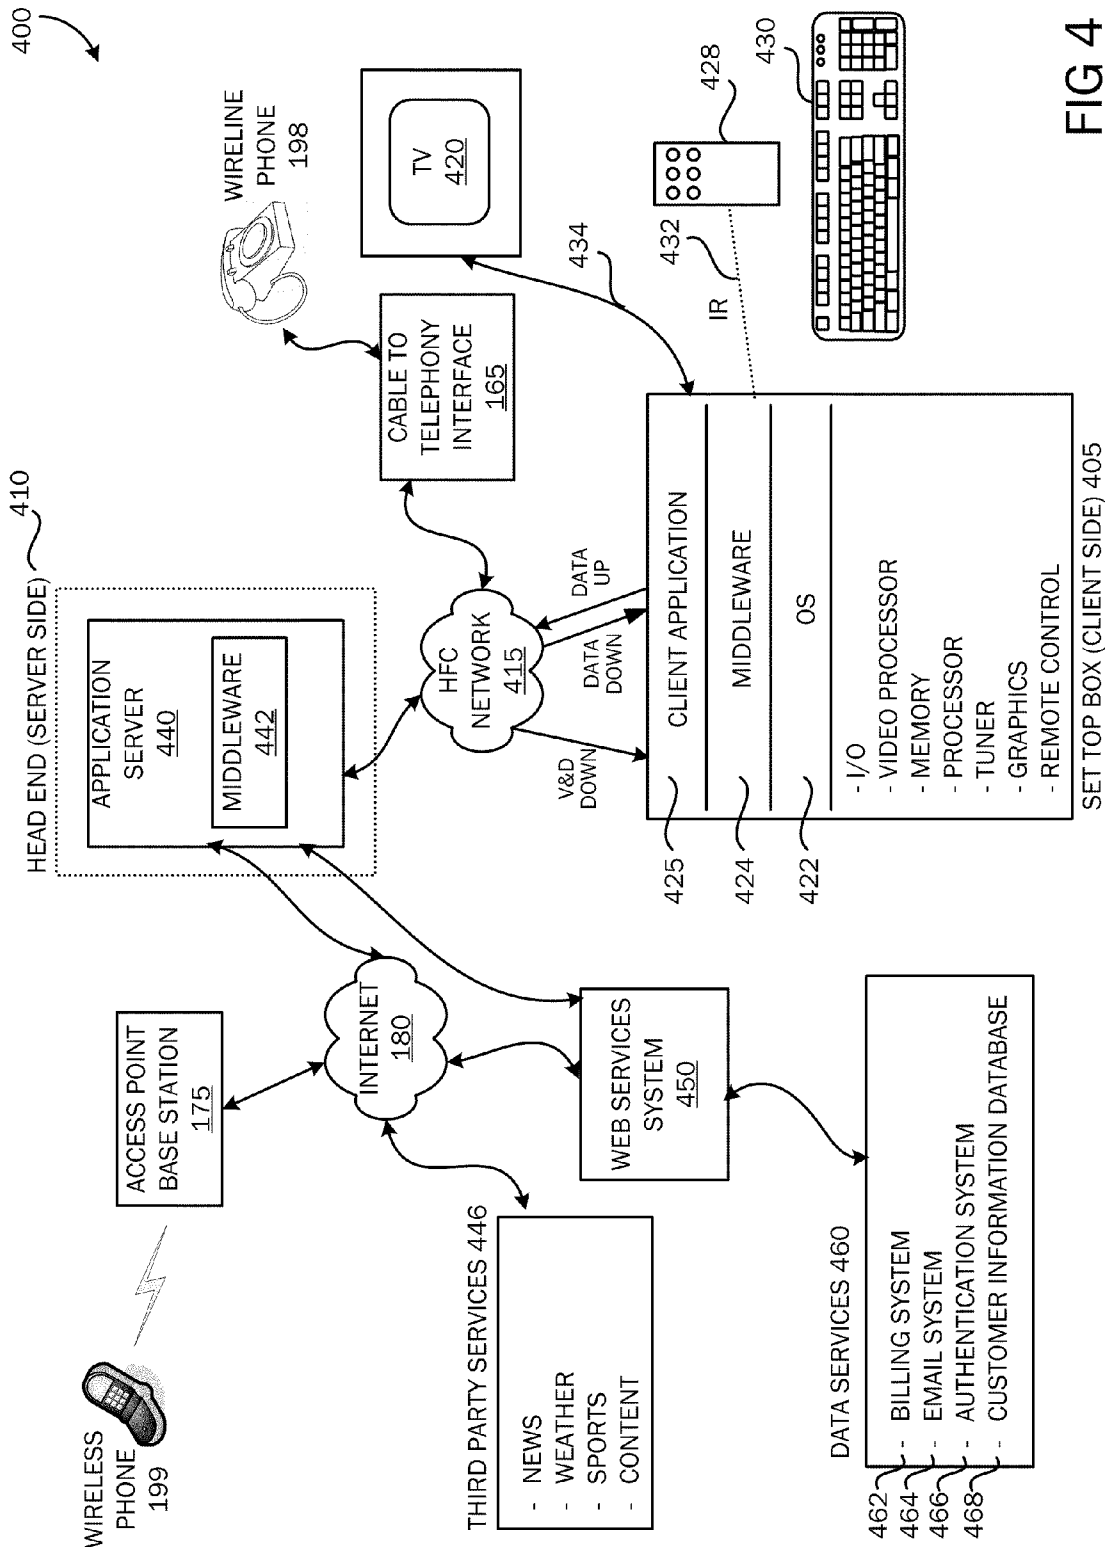 400
WIRELESS
PHONE
199
ACCESS POINT
BASE STATION
175
HEAD END (SERVER SIDE)
410
APPLICATION
SERVER
440
MIDDLEWARE
442
WIRELINE
PHONE
198
CABLE TO
TELEPHONY
INTERFACE
165
TV
420
INTERNET
180
HFC
NETWORK
415
THIRD PARTY SERVICES 446
- NEWS
- WEATHER
- SPORTS
- CONTENT
WEB SERVICES
SYSTEM
450
V&D
DOWN
DATA
DOWN
DATA
UP
434
432
IR
428
430
425
CLIENT APPLICATION
424
MIDDLEWARE
422
OS
- I/O
- VIDEO PROCESSOR
- MEMORY
- PROCESSOR
- TUNER
- GRAPHICS
- REMOTE CONTROL
SET TOP BOX (CLIENT SIDE) 405
DATA SERVICES 460
462
- BILLING SYSTEM
464
- EMAIL SYSTEM
466
- AUTHENTICATION SYSTEM
468
- CUSTOMER INFORMATION DATABASE
FIG 4